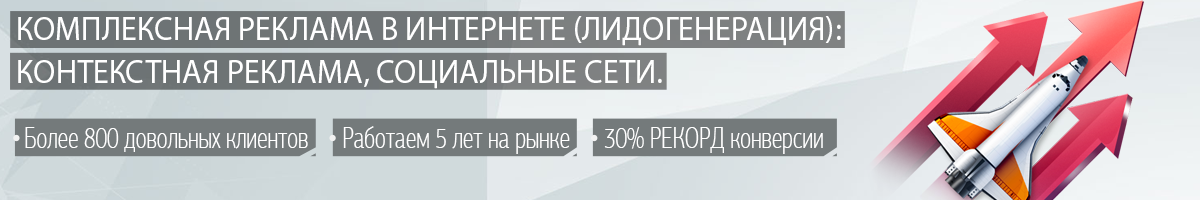 КОМПЛЕКСНАЯ РЕКЛАМА В ИНТЕРНЕТЕ (ЛИДОГЕНЕРАЦИЯ):
КОНТЕКСТНАЯ РЕКЛАМА, СОЦИАЛЬНЫЕ СЕТИ.
• Более 800 довольных клиентов • Работаем 5 лет на рынке • 30% РЕКОРД конверсии